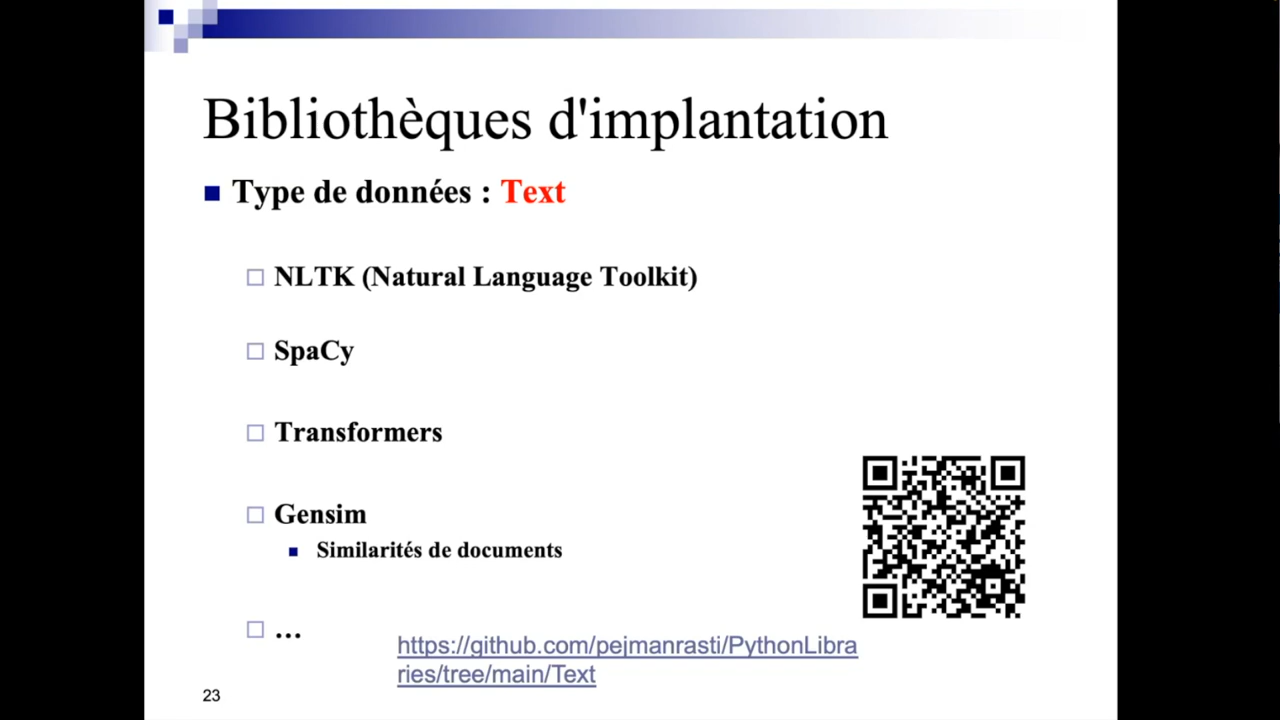 Bibliothèques d'implantation
Type de données : Text
NLTK (Natural Language Toolkit)
SpaCy
Transformers
Gensim
Similarités de documents
...
https://github.com/pejmanrasti/PythonLibra
ries/tree/main/Text
23